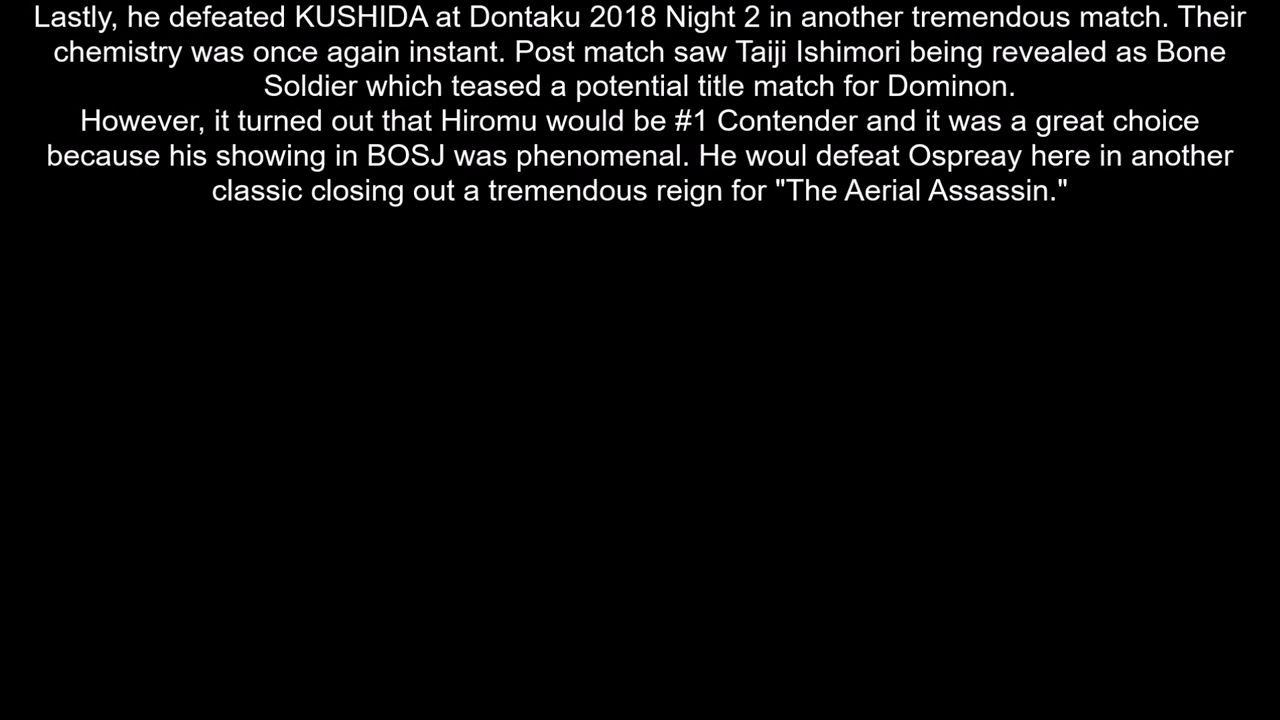 Lastly, he defeated KUSHIDA at Dontaku 2018 Night 2 in another tremendous match. Their
chemistry was once again instant. Post match saw Taiji Ishimori being revealed as Bone
Soldier which teased a potential title match for Dominon.
However, it turned out that Hiromu would be #1 Contender and it was a great choice
because his showing in BOSJ was phenomenal. He woul defeat Ospreay here in another
classic closing out a tremendous reign for "The Aerial Assassin."